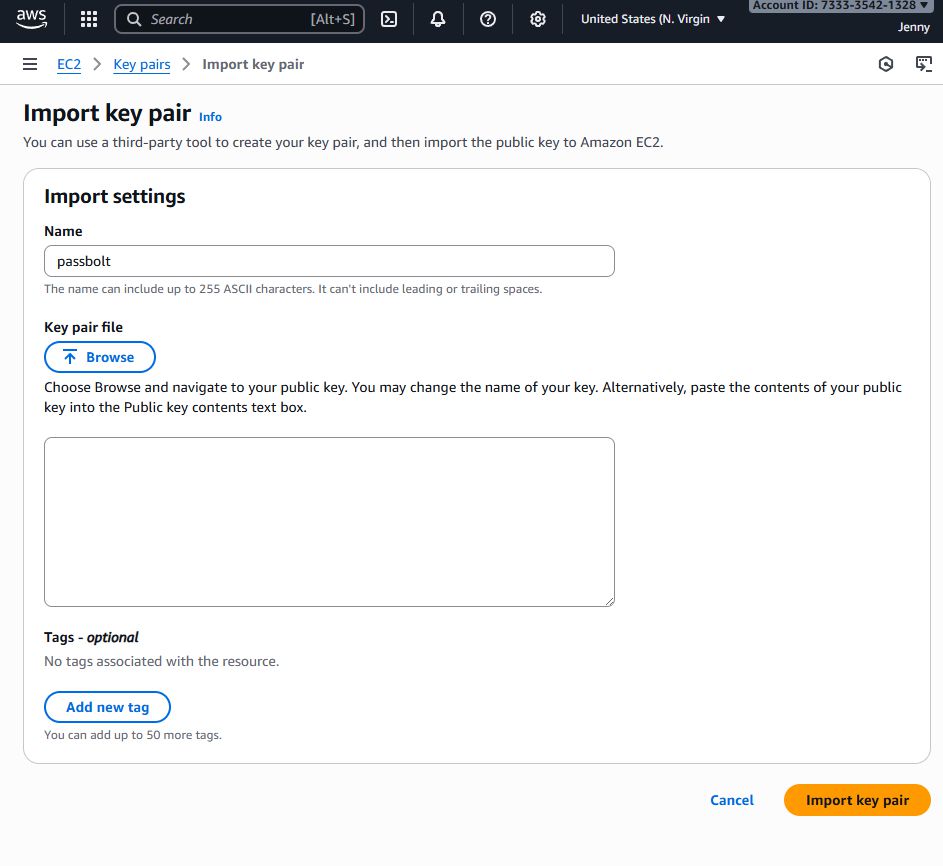 aws
Search [Alt+S]
United States (N. Virgin
Account ID: 7333-3542-1328
Jenny
EC2
Key pairs
Import key pair
Import key pair Info
You can use a third-party tool to create your key pair, and then import the public key to Amazon EC2.
Import settings
Name
passbolt
The name can include up to 255 ASCII characters. It can't include leading or trailing spaces.
Key pair file
Browse
Choose Browse and navigate to your public key. You may change the name of your key. Alternatively, paste the contents of your public
key into the Public key contents text box.
Tags - optional
No tags associated with the resource.
Add new tag
You can add up to 50 more tags.
Cancel
Import key pair